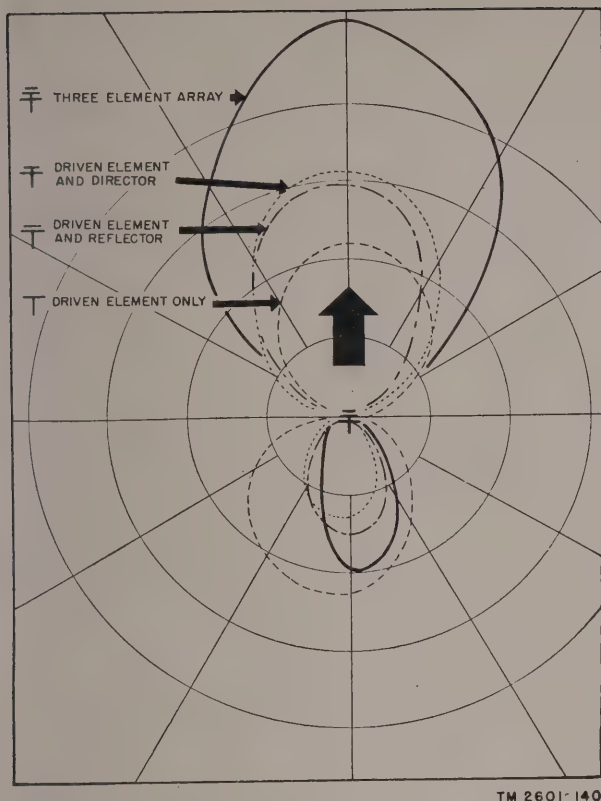 THREE ELEMENT ARRAY
DRIVEN ELEMENT
AND DIRECTOR
DRIVEN ELEMENT
AND REFLECTOR
DRIVEN ELEMENT ONLY
TM 2601-140